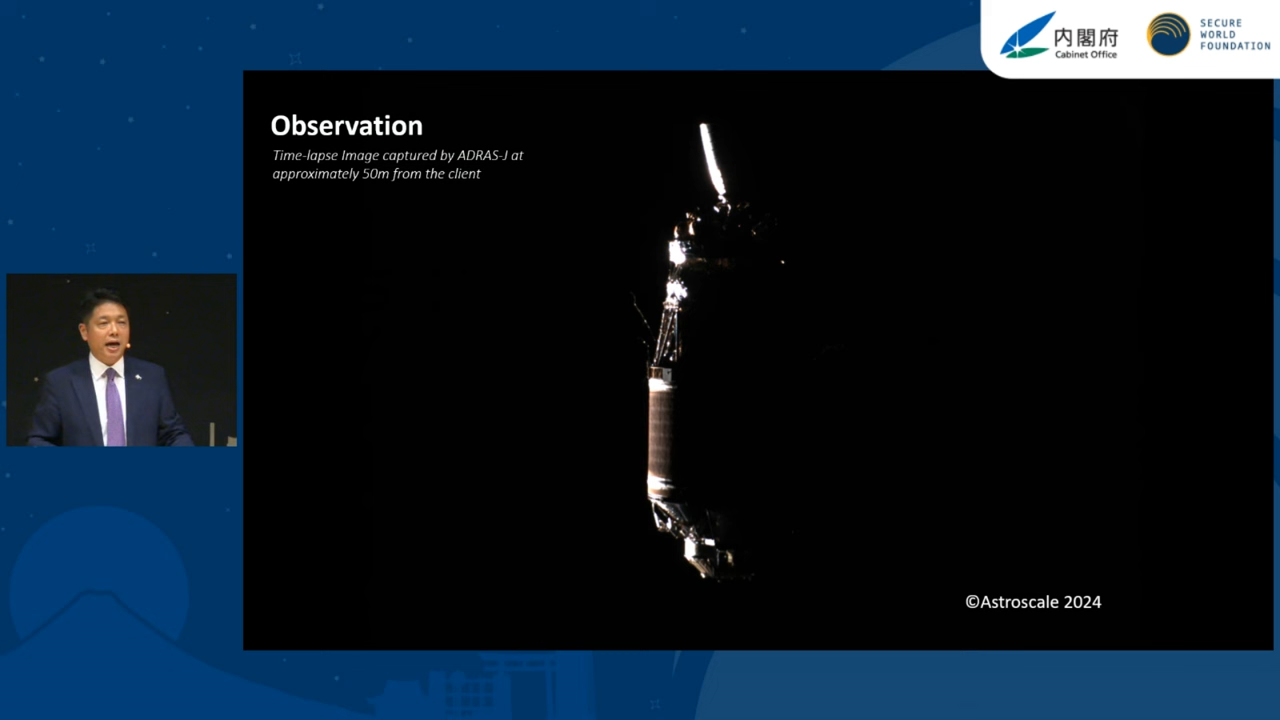 内閣府
Cabinet Office
SECURE
WORLD
FOUNDATION
Observation
Time-lapse Image captured by ADRAS-J at
approximately 50m from the client
©Astroscale 2024